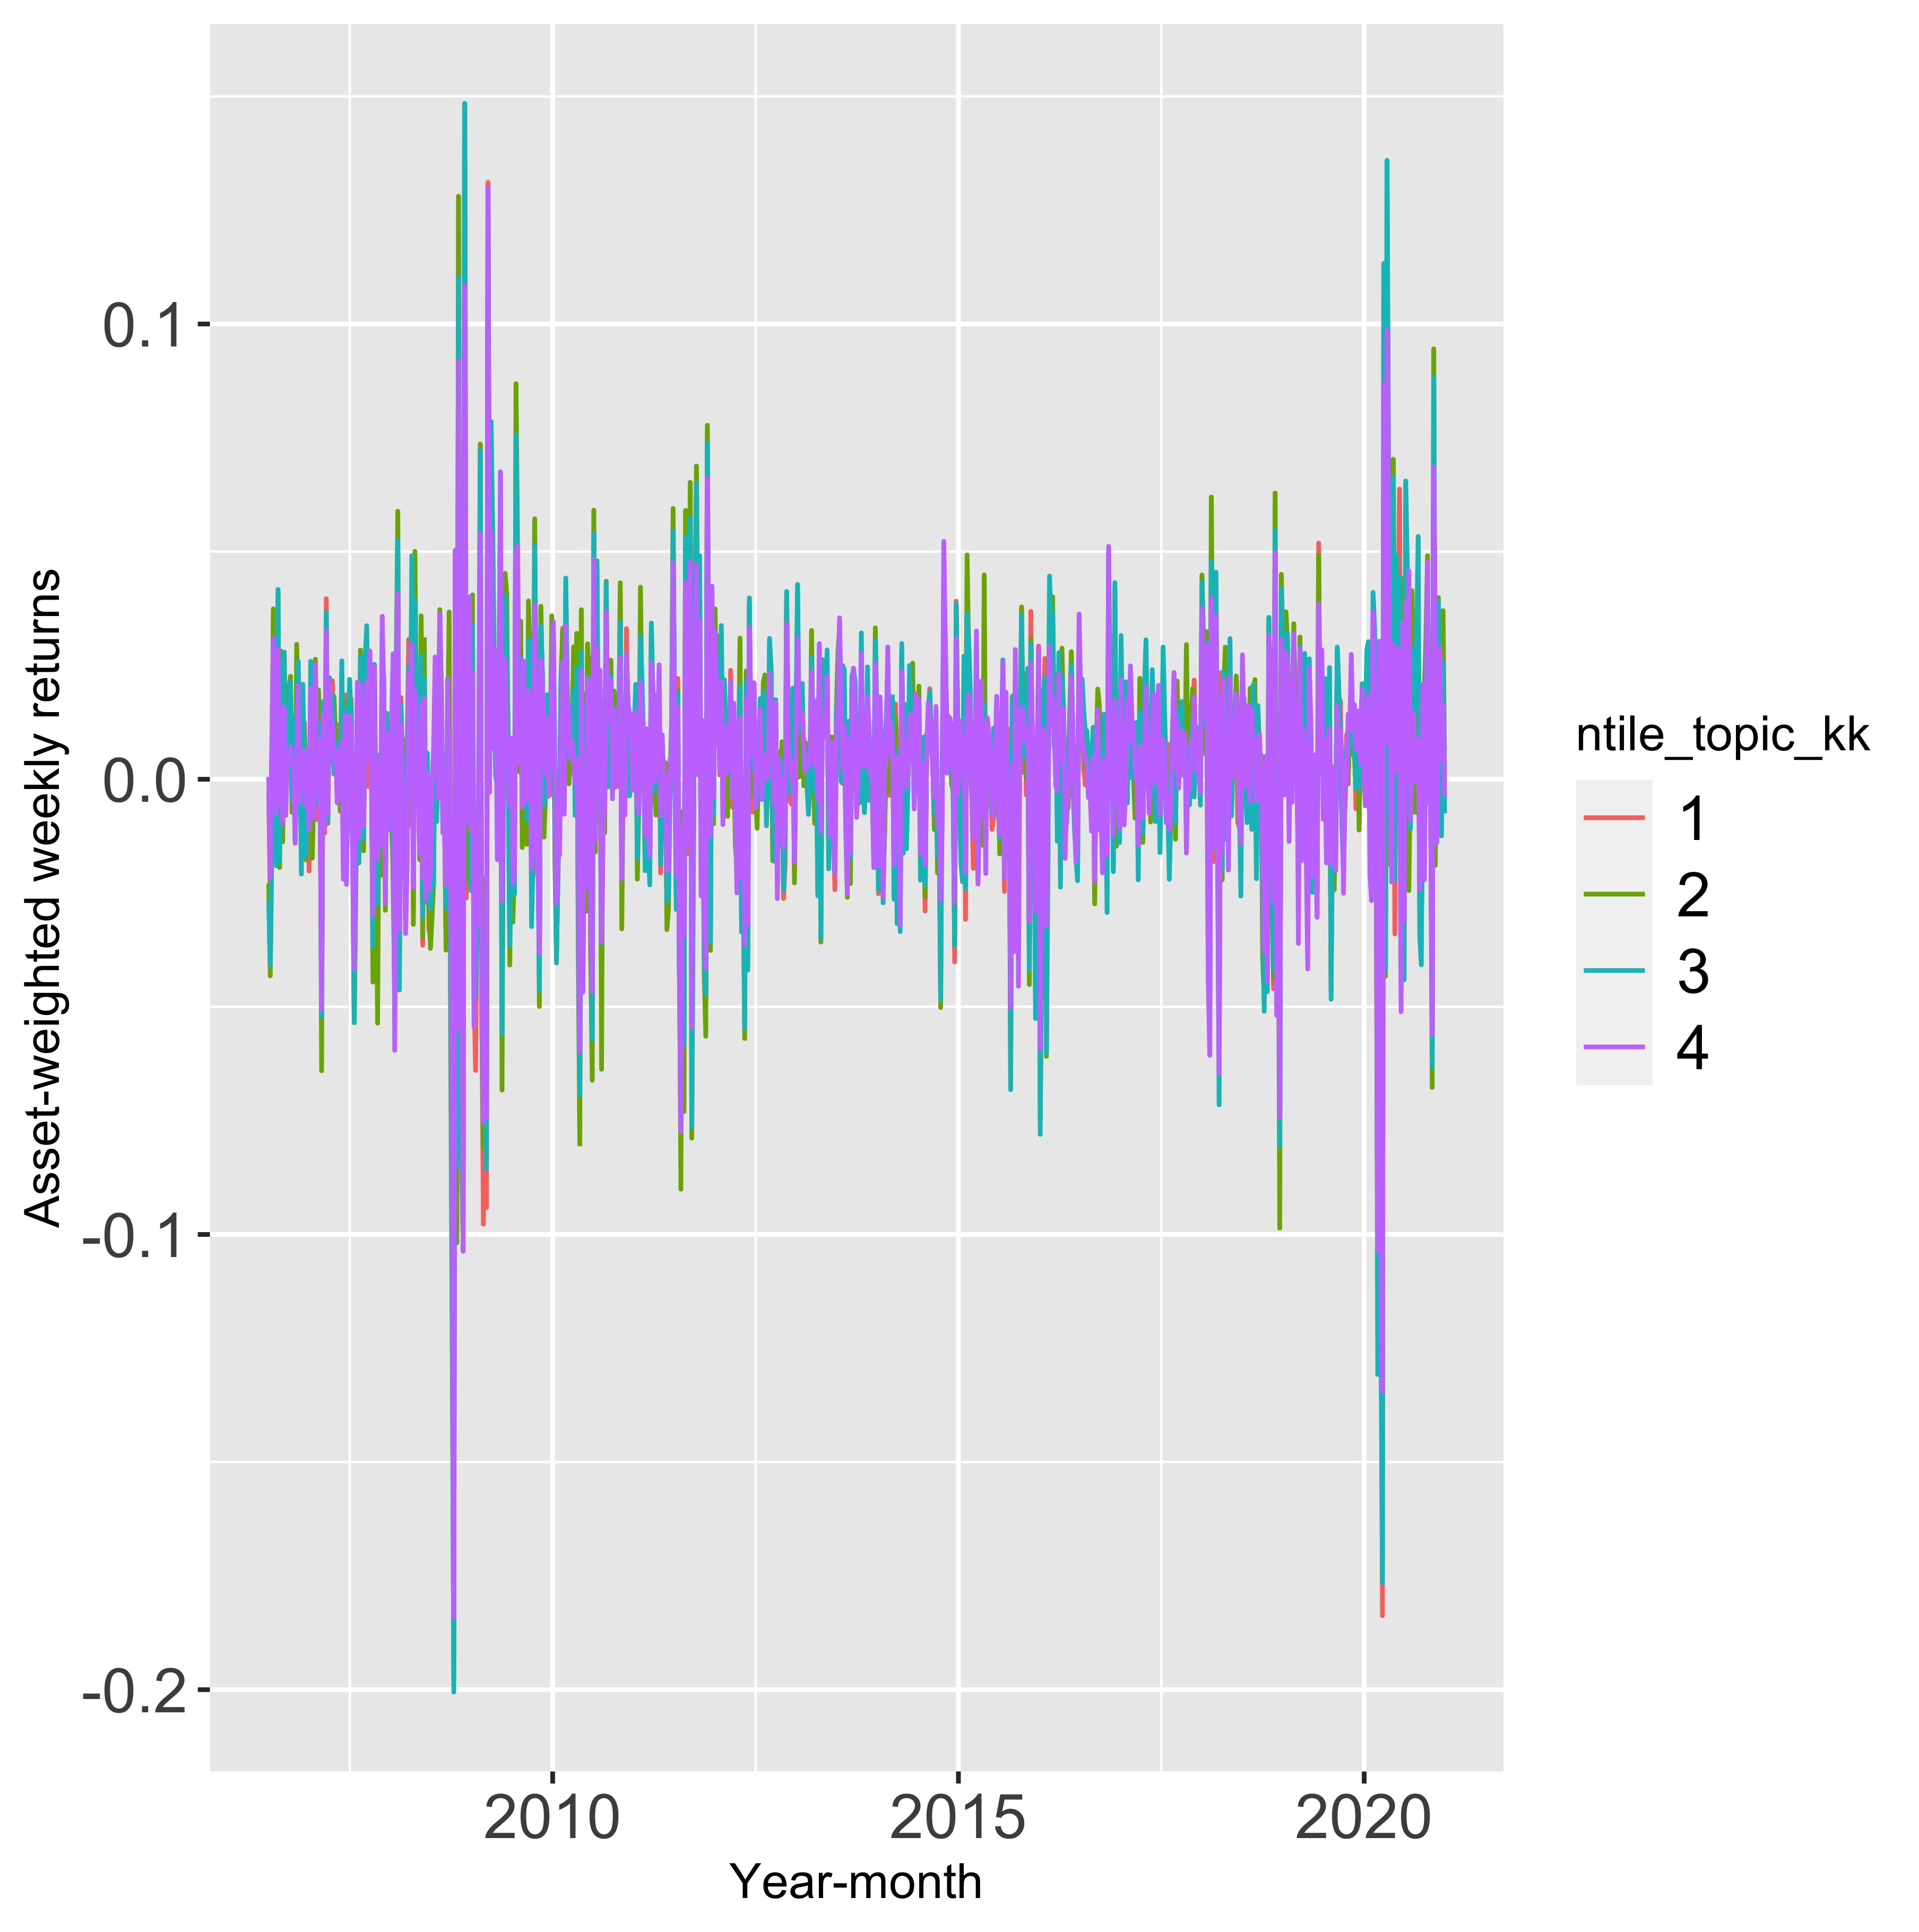 Asset-weighted weekly returns
0.1
0.0
-0.1
-0.2
2010 2015 2020
Year-month
ntile_topic_kk
1
2
3
4